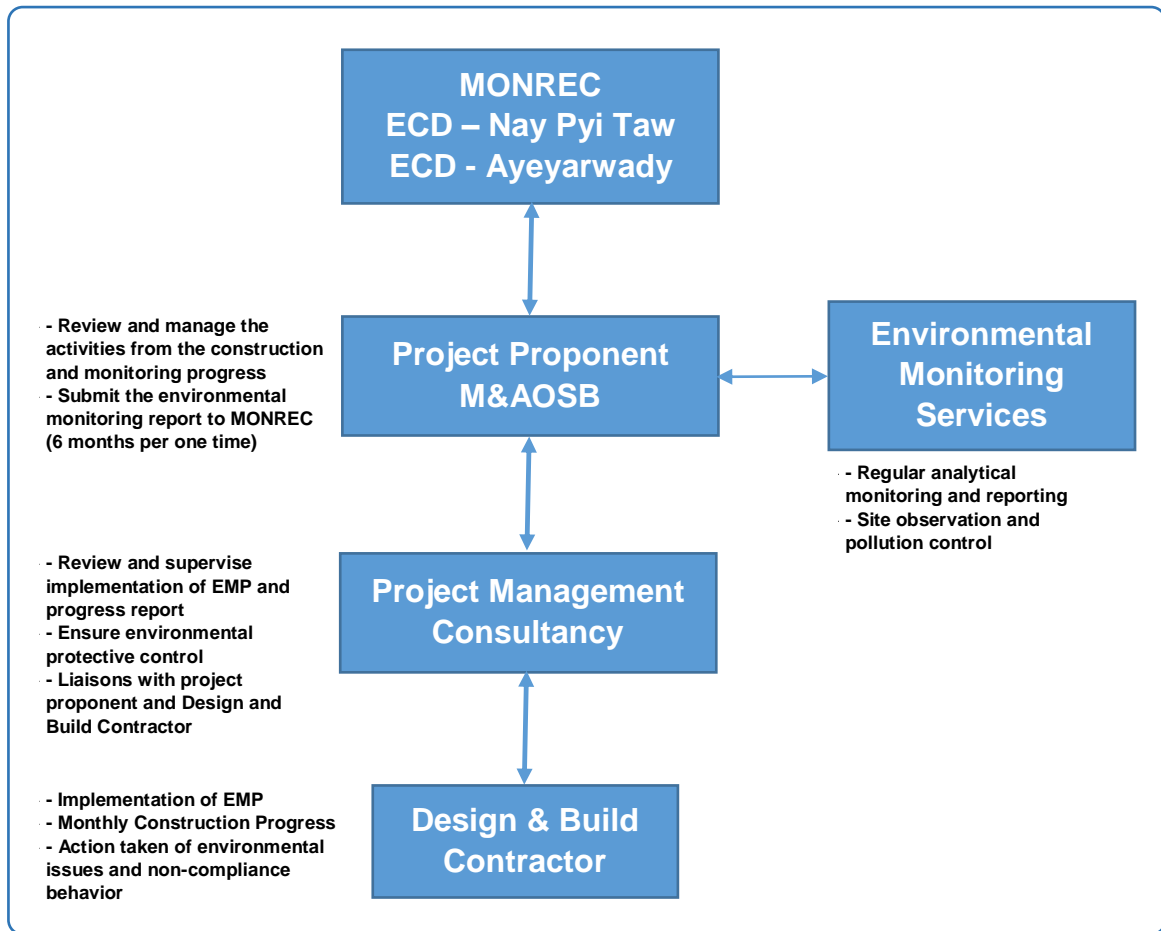 MONREC
ECD – Nay Pyi Taw
ECD - Ayeyarwady
- Review and manage the
activities from the construction
and monitoring progress
- Submit the environmental
monitoring report to MONREC
(6 months per one time)
Project Proponent
M&AOSB
Environmental
Monitoring
Services
- Regular analytical
monitoring and reporting
- Site observation and
pollution control
- Review and supervise
implementation of EMP and
progress report
- Ensure environmental
protective control
- Liaisons with project
proponent and Design and
Build Contractor
Project Management
Consultancy
- Implementation of EMP
- Monthly Construction Progress
- Action taken of environmental
issues and non-compliance
behavior
Design & Build
Contractor